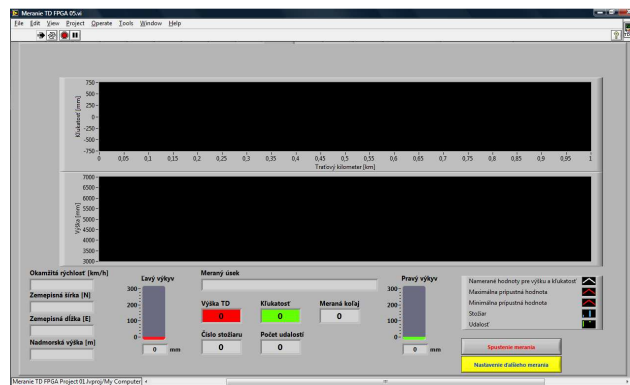 Meranie TD FPGA 05.vi
File Edit View Project Operate Tools Window Help
750
500
250
0
-250
-500
-750
Kľukatosť [mm]
0 0,05 0,1 0,15 0,2 0,25 0,3 0,35 0,4 0,45 0,5 0,55 0,6 0,65 0,7 0,75 0,8 0,85 0,9 0,95 1
Traťový kilometer [km]
7000
6500
6000
5500
5000
4500
4000
3500
3000
Výška [mm]
Okamžitá rýchlosť [km/h]
Zemepisná šírka [N]
Zemepisná dĺžka [E]
Nadmorská výška [m]
Ľavý výkyv
300
200
100
0
0 mm
Meraný úsek
Výška TD Kľukatosť Meraná koľaj
0 0 0
Číslo stožiaru Počet udalostí
0 0
Pravý výkyv
300
200
100
0
0 mm
Namerané hodnoty pre výšku a kľukatosť
Maximálna prípustná hodnota
Minimálna prípustná hodnota
Stožiar
Udalosť
Spustenie merania
Nastavenie ďalšieho merania
Meranie TD FPGA Project 01.lvproj/My Computer